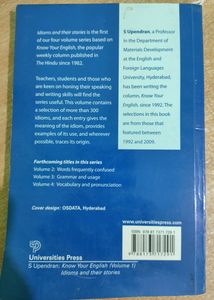 Idioms and their stories is the first
of our four volume series based on
Know Your English, the popular
weekly column published in
The Hindu since 1982.
Teachers, students and those who
are keen on honing their speaking
and writing skills will find the
series useful. This volume contains
a selection of more than 300
idioms, and each entry gives the
meaning of the idiom, provides
examples of its use, and wherever
possible, traces its origin.
Forthcoming titles in this series
Volume 2: Words frequently confused
Volume 3: Grammar and usage
Volume 4: Vocabulary and pronunciation
Cover design: OSDATA, Hyderabad
S Upendran, a Professor
in the Department of
Materials Development
at the English and
Foreign Languages
University, Hyderabad,
has been writing the
column, Know Your
English, since 1992. The
selections in this book
are from those that
featured between
1992 and 2009.
Universities Press
www.universitiespress.com
S Upendran: Know Your English (Volume 1)
Idioms and their stories